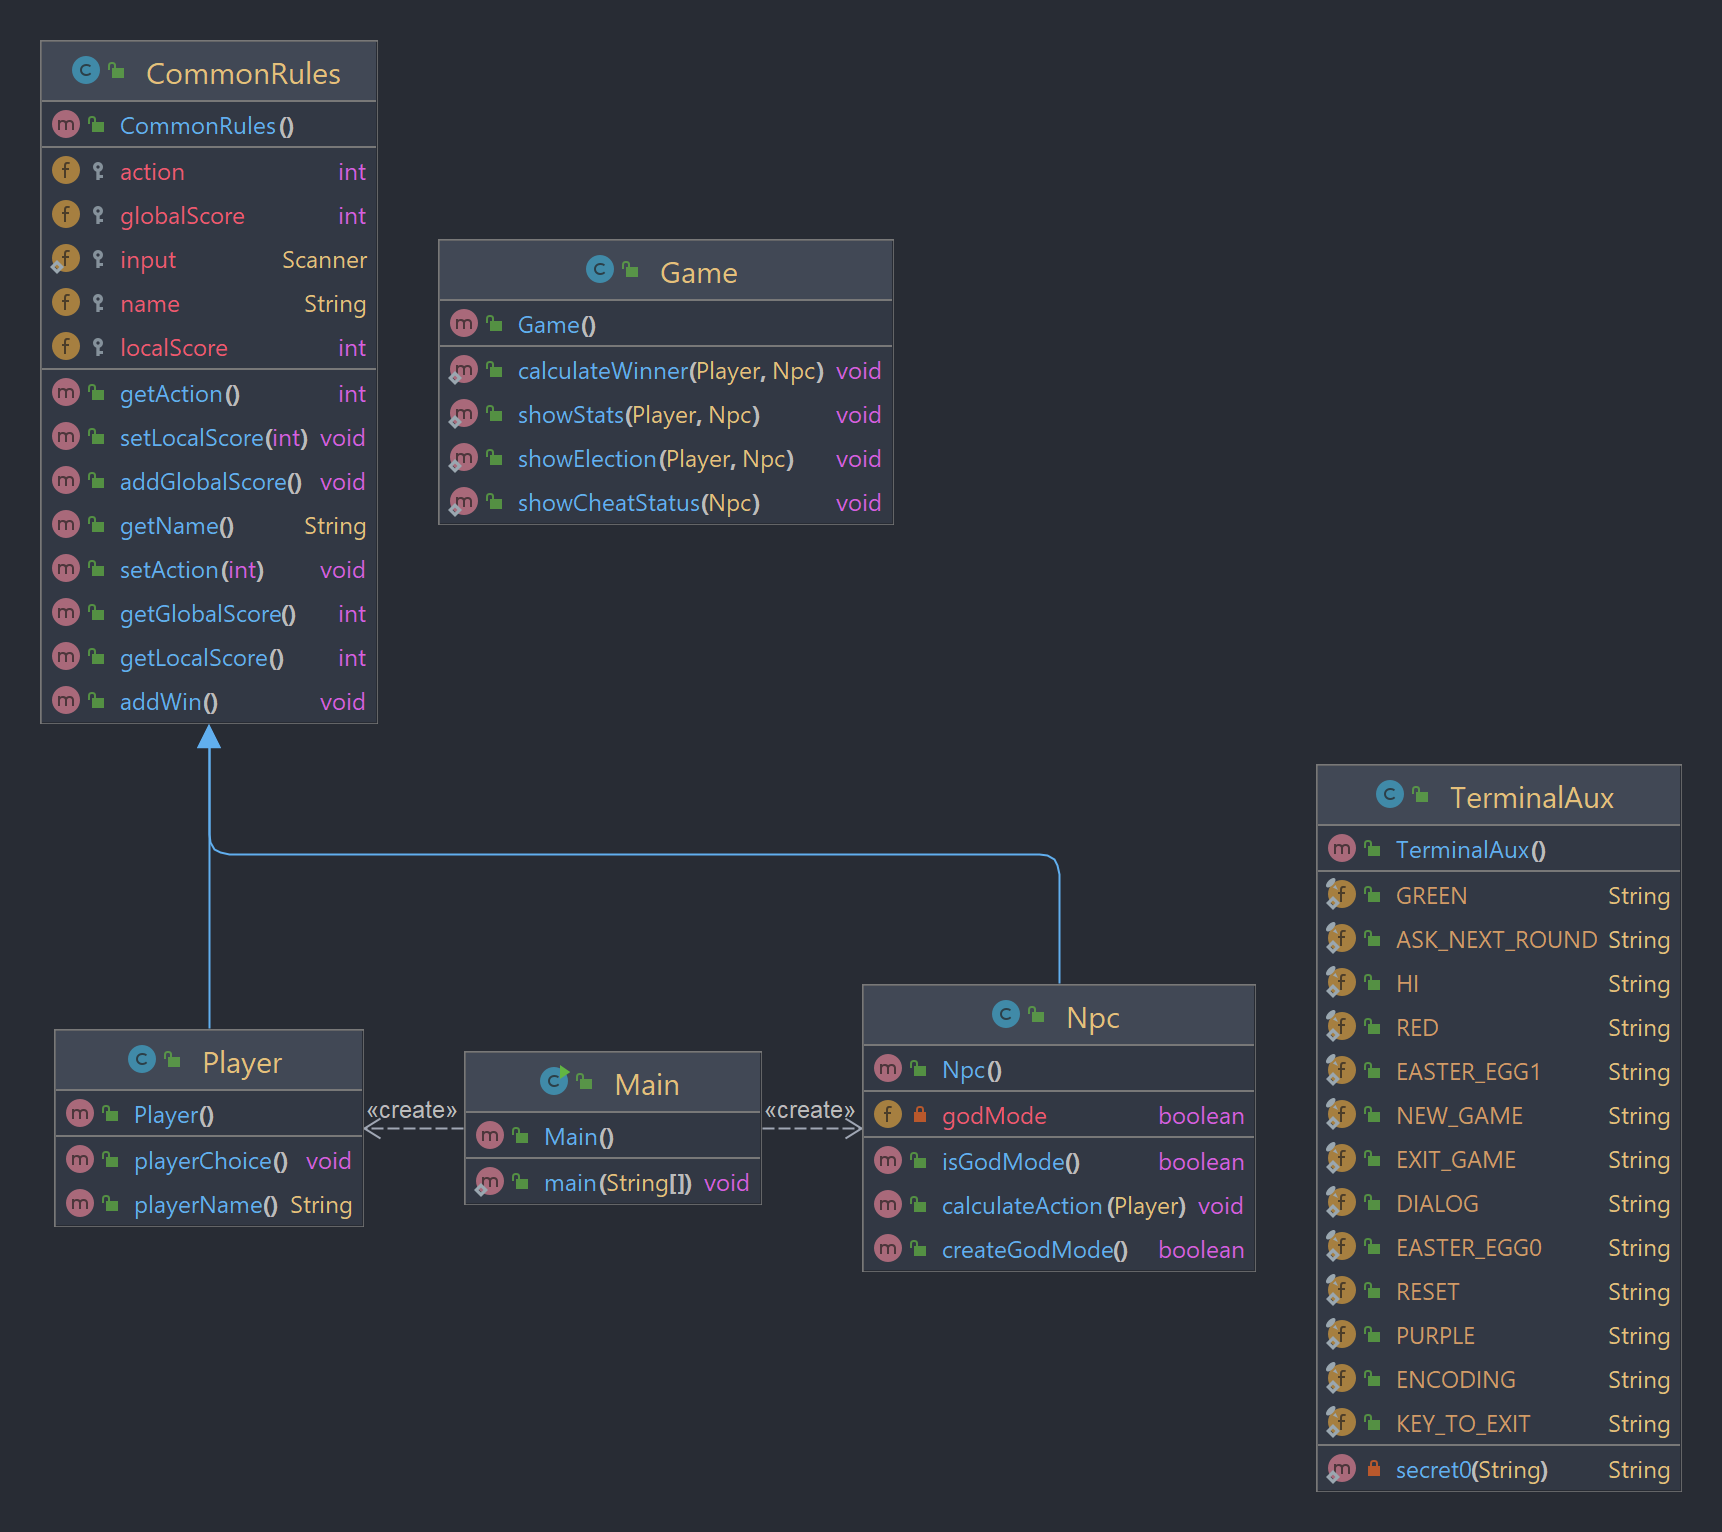 CommonRules
CommonRules()
action int
globalScore int
input Scanner
name String
localScore int
getAction() int
setLocalScore(int) void
addGlobalScore() void
getName() String
setAction(int) void
getGlobalScore() int
getLocalScore() int
addWin() void
Game
Game()
calculateWinner(Player, Npc) void
showStats(Player, Npc) void
showElection(Player, Npc) void
showCheatStatus(Npc) void
Player
Player()
playerChoice() void
playerName() String
«create»
Main
Main()
main(String[]) void
«create»
Npc
Npc()
godMode boolean
isGodMode() boolean
calculateAction(Player) void
createGodMode() boolean
TerminalAux
TerminalAux()
GREEN String
ASK_NEXT_ROUND String
HI String
RED String
EASTER_EGG1 String
NEW_GAME String
EXIT_GAME String
DIALOG String
EASTER_EGG0 String
RESET String
PURPLE String
ENCODING String
KEY_TO_EXIT String
secret0(String) String